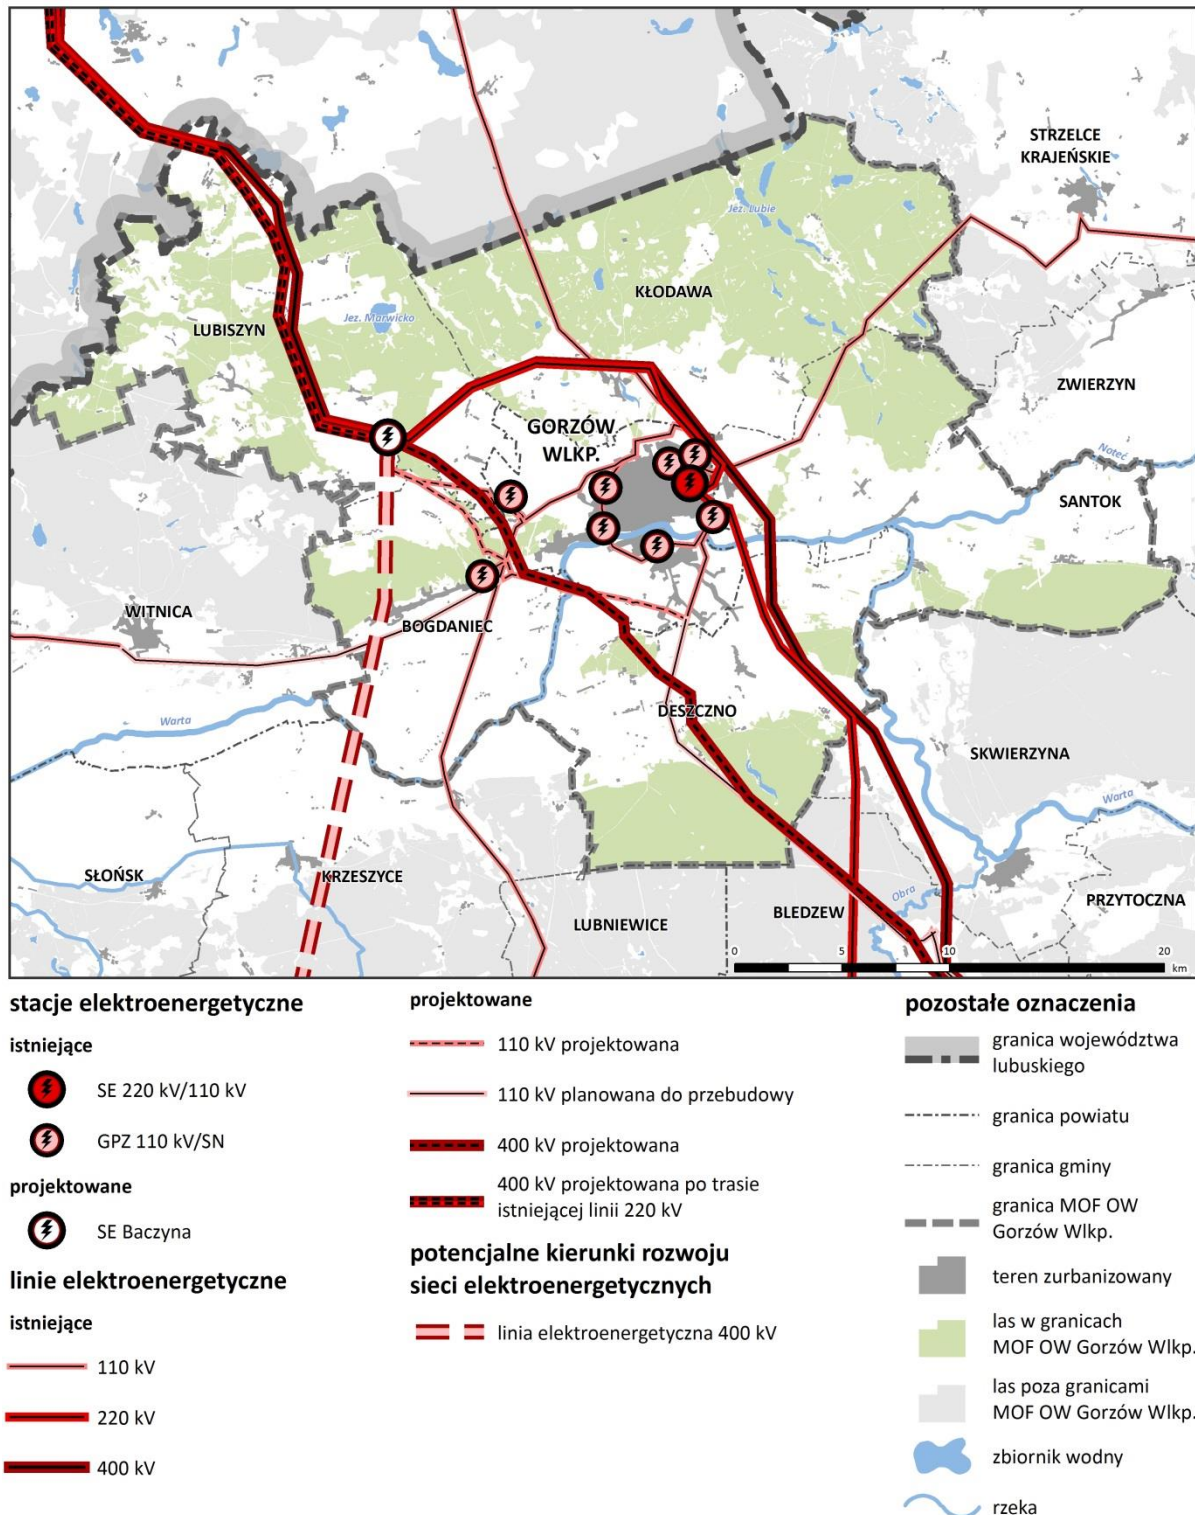 STRZELCE
KRAJEŃSKIE
Jez. Lubie
KŁODAWA
LUBISZYN
Jez. Marwicko
ZWIERZYN
GORZÓW
WLKP.
Noteć
SANTOK
WITNICA
BOGDANIEC
Warta
DESZCZNO
SKWIERZYNA
Warta
SŁOŃSK
KRZESZYCE
Obra
PRZYTOCZNA
LUBNIEWICE
BLEDZEW
0 5 10 20
km
stacje elektroenergetyczne
istniejące
SE 220 kV/110 kV
GPZ 110 kV/SN
projektowane
SE Baczyna
linie elektroenergetyczne
istniejące
110 kV
220 kV
400 kV
projektowane
110 kV projektowana
110 kV planowana do przebudowy
400 kV projektowana
400 kV projektowana po trasie
istniejącej linii 220 kV
potencjalne kierunki rozwoju
sieci elektroenergetycznych
linia elektroenergetyczna 400 kV
pozostałe oznaczenia
granica województwa
lubuskiego
granica powiatu
granica gminy
granica MOF OW
Gorzów Wlkp.
teren zurbanizowany
las w granicach
MOF OW Gorzów Wlkp.
las poza granicami
MOF OW Gorzów Wlkp.
zbiornik wodny
rzeka